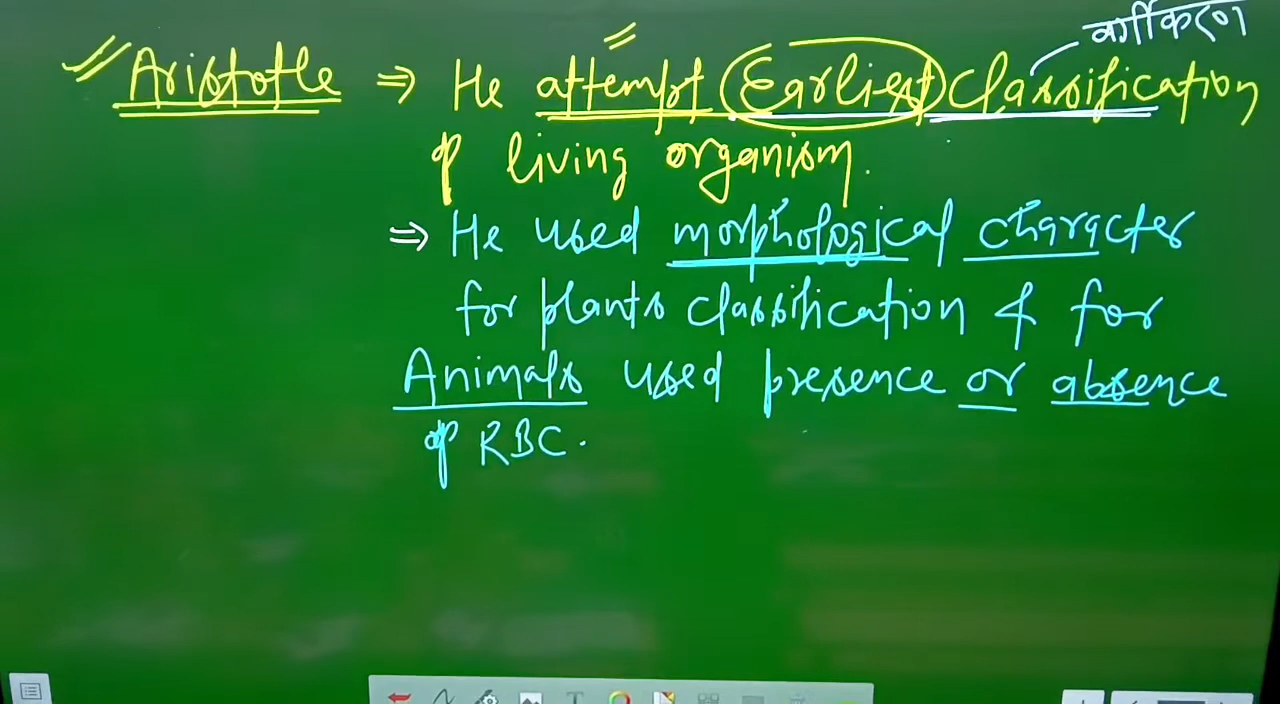 वर्गीकरण
Aristotle ⇒ He attempt Earliest Classification
of living organism.
⇒ He used morphological character
for plants classification & for
Animals used presence or absence
of RBC.